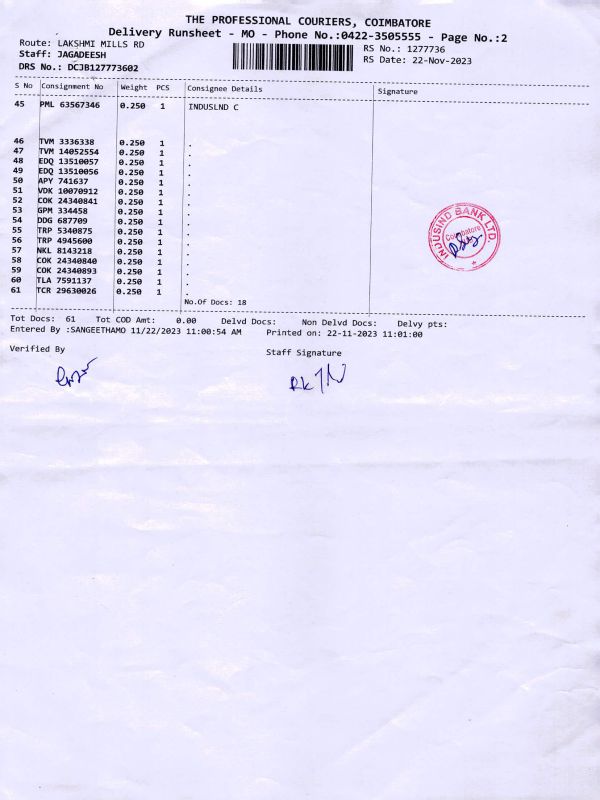 THE PROFESSIONAL COURIERS, COIMBATORE
Delivery Runsheet - MO - Phone No.:0422-3505555 - Page No.:2
Route: LAKSHMI MILLS RD
RS No.: 1277736
Staff: JAGADEESH
RS Date: 22-Nov-2023
DRS No.: DCJB127773602
S No Consignment No Weight PCS Consignee Details Signature
45 PML 63567346 0.250 1 INDUSLND C
46 TVM 3336338 0.250 1 .
47 TVM 14052554 0.250 1 .
48 EDQ 13510057 0.250 1 .
49 EDQ 13510056 0.250 1 .
50 APY 741637 0.250 1 .
51 VDK 10070912 0.250 1 .
52 COK 24340841 0.250 1 .
53 GPM 334458 0.250 1 .
54 DDG 687709 0.250 1 .
55 TRP 5340875 0.250 1 .
56 TRP 4945600 0.250 1 .
57 NKL 8143218 0.250 1 .
58 COK 24340840 0.250 1 .
59 COK 24340893 0.250 1 .
60 TLA 7591137 0.250 1 .
61 TCR 29630026 0.250 1 .
INDUSIND BANK LTD
Coimbatore
No.Of Docs: 18
Tot Docs: 61 Tot COD Amt: 0.00 Delvd Docs: Non Delvd Docs: Delvy pts:
Entered By :SANGEETHAMO 11/22/2023 11:00:54 AM Printed on: 22-11-2023 11:01:00
Verified By
Staff Signature